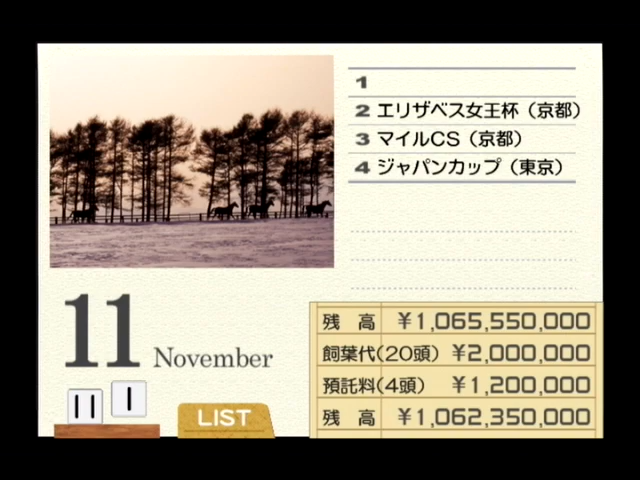 1
2 エリザベス女王杯（京都）
3 マイルCS（京都）
4 ジャパンカップ（東京）
11 November
11 1
LIST
残　高 ¥1,065,550,000
飼葉代(20頭) ¥2,000,000
預託料(4頭) ¥1,200,000
残　高 ¥1,062,350,000